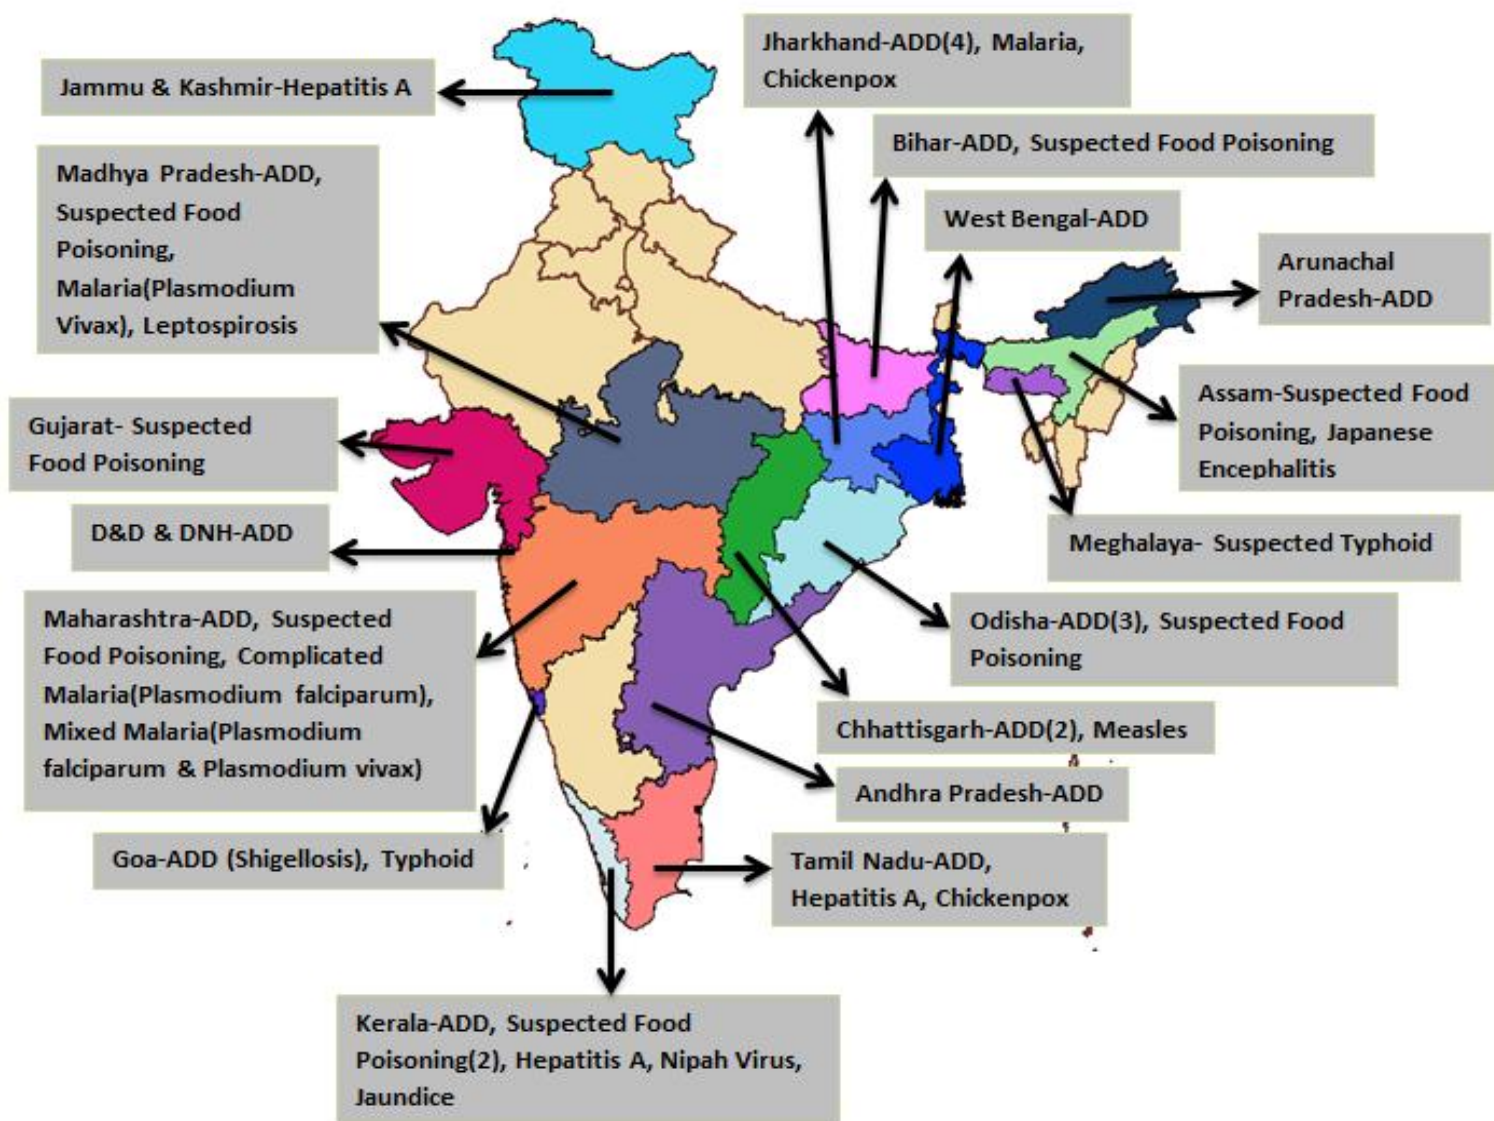 Jharkhand-ADD(4), Malaria,
Chickenpox
Jammu & Kashmir-Hepatitis A
Bihar-ADD, Suspected Food Poisoning
Madhya Pradesh-ADD,
Suspected Food
Poisoning,
Malaria(Plasmodium
Vivax), Leptospirosis
West Bengal-ADD
Arunachal
Pradesh-ADD
Assam-Suspected Food
Poisoning, Japanese
Encephalitis
Gujarat- Suspected
Food Poisoning
D&D & DNH-ADD
Meghalaya- Suspected Typhoid
Maharashtra-ADD, Suspected
Food Poisoning, Complicated
Malaria(Plasmodium falciparum),
Mixed Malaria(Plasmodium
falciparum & Plasmodium vivax)
Odisha-ADD(3), Suspected Food
Poisoning
Chhattisgarh-ADD(2), Measles
Andhra Pradesh-ADD
Goa-ADD (Shigellosis), Typhoid
Tamil Nadu-ADD,
Hepatitis A, Chickenpox
Kerala-ADD, Suspected Food
Poisoning(2), Hepatitis A, Nipah Virus,
Jaundice